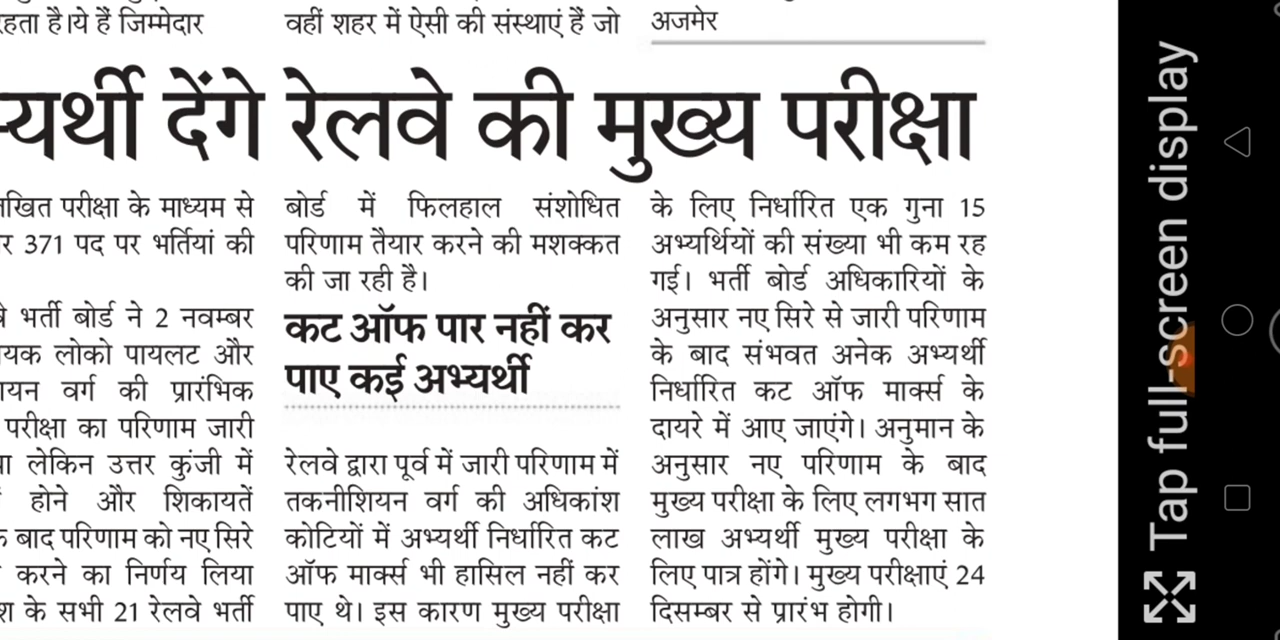 रहता है।ये हैं जिम्मेदार
वहीं शहर में ऐसी की संस्थाएं हैं जो
अजमेर
देंगे रेलवे की मुख्य परीक्षा
परीक्षा के माध्यम से
371 पद पर भर्तियां की
भर्ती बोर्ड ने 2 नवम्बर
लोको पायलट और
वर्ग की प्रारंभिक
परीक्षा का परिणाम जारी
लेकिन उत्तर कुंजी में
होने और शिकायतें
बाद परिणाम को नए सिरे
करने का निर्णय लिया
के सभी 21 रेलवे भर्ती
बोर्ड में फिलहाल संशोधित
परिणाम तैयार करने की मशक्कत
की जा रही है।
कट ऑफ पार नहीं कर
पाए कई अभ्यर्थी
रेलवे द्वारा पूर्व में जारी परिणाम में
तकनीशियन वर्ग की अधिकांश
कोटियों में अभ्यर्थी निर्धारित कट
ऑफ मार्क्स भी हासिल नहीं कर
पाए थे। इस कारण मुख्य परीक्षा
के लिए निर्धारित एक गुना 15
अभ्यर्थियों की संख्या भी कम रह
गई। भर्ती बोर्ड अधिकारियों के
अनुसार नए सिरे से जारी परिणाम
के बाद संभवत अनेक अभ्यर्थी
निर्धारित कट ऑफ मार्क्स के
दायरे में आए जाएंगे। अनुमान के
अनुसार नए परिणाम के बाद
मुख्य परीक्षा के लिए लगभग सात
लाख अभ्यर्थी मुख्य परीक्षा के
लिए पात्र होंगे। मुख्य परीक्षाएं 24
दिसम्बर से प्रारंभ होगी।
Tap full-screen display